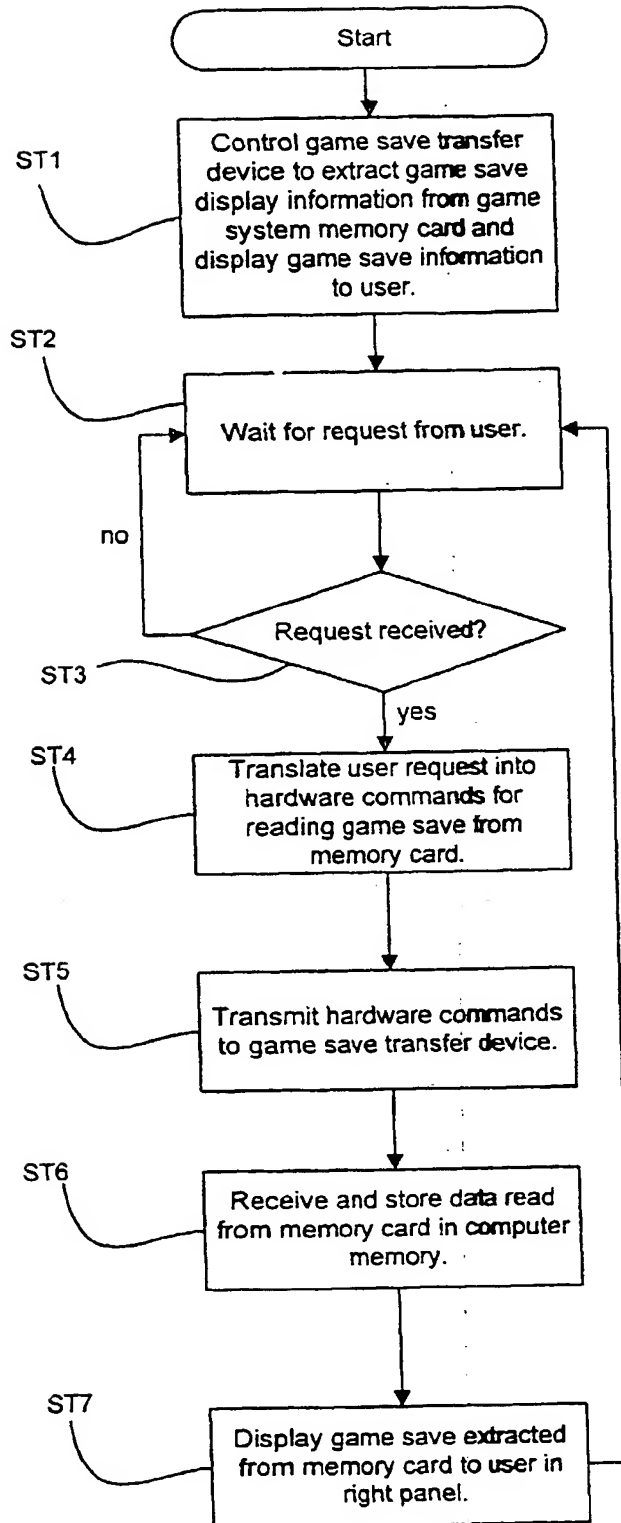 Start
ST1
Control game save transfer
device to extract game save
display information from game
system memory card and
display game save information
to user.
ST2
Wait for request from user.
no
Request received?
ST3
yes
ST4
Translate user request into
hardware commands for
reading game save from
memory card.
ST5
Transmit hardware commands
to game save transfer device.
ST6
Receive and store data read
from memory card in computer
memory.
ST7
Display game save extracted
from memory card to user in
right panel.